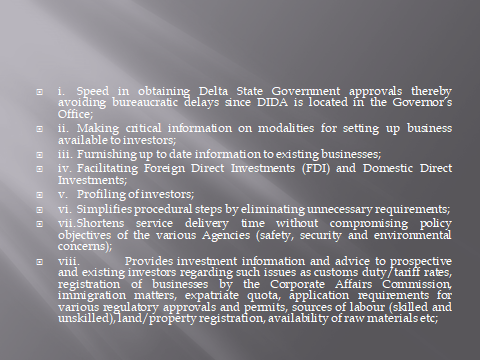 i. Speed in obtaining Delta State Government approvals thereby
avoiding bureaucratic delays since DIDA is located in the Governor's
Office;
ii. Making critical information on modalities for setting up business
available to investors;
iii. Furnishing up to date information to existing businesses;
iv. Facilitating Foreign Direct Investments (FDI) and Domestic Direct
Investments;
v. Profiling of investors;
vi. Simplifies procedural steps by eliminating unnecessary requirements;
vii.Shortens service delivery time without compromising policy
objectives of the various Agencies (safety, security and environmental
concerns);
viii. Provides investment information and advice to prospective
and existing investors regarding such issues as customs duty/tariff rates,
registration of businesses by the Corporate Affairs Commission,
immigration matters, expatriate quota, application requirements for
various regulatory approvals and permits, sources of labour (skilled and
unskilled), land/property registration, availability of raw materials etc;